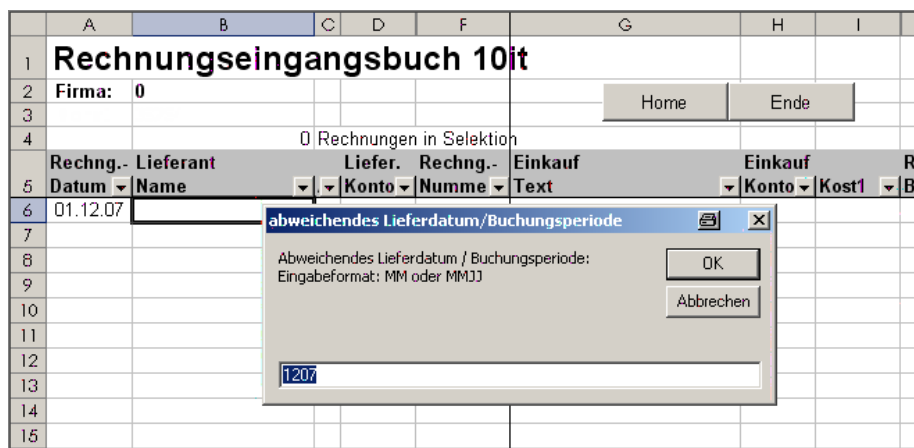 A B C D F G H I
1 Rechnungseingangsbuch 10it
2 Firma: 0
Home Ende
3
4 0 Rechnungen in Selektion
Rechng.- Lieferant Liefer. Rechng.- Einkauf Einkauf R
5 Datum Name . Konto Numme Text Konto Kost1 B
6 01.12.07
abweichendes Lieferdatum/Buchungsperiode
7
8
9
10
11
12
13
14
15
Abweichendes Lieferdatum / Buchungsperiode:
Eingabeformat: MM oder MMJJ
OK
Abbrechen
1207